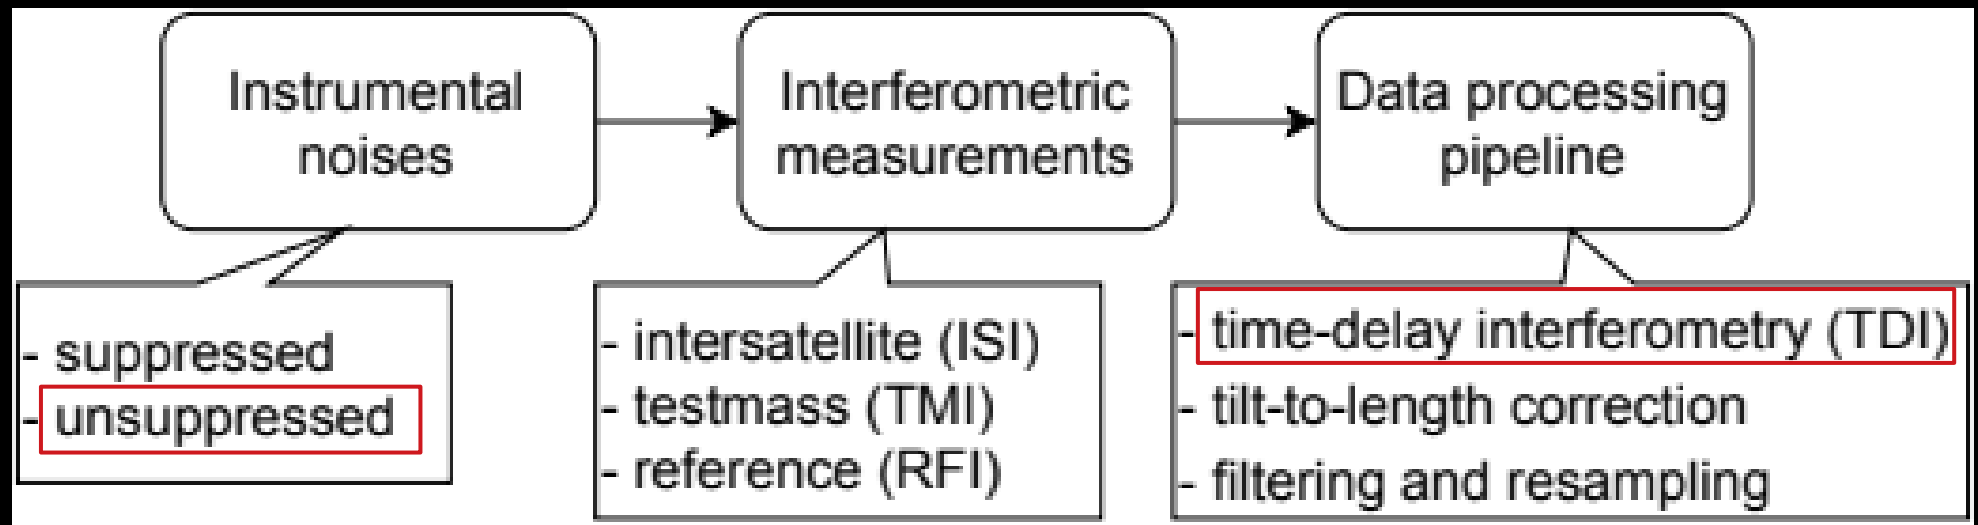 Instrumental
noises
Interferometric
measurements
Data processing
pipeline
- suppressed
- unsuppressed
- intersatellite (ISI)
- testmass (TMI)
- reference (RFI)
- time-delay interferometry (TDI)
- tilt-to-length correction
- filtering and resampling